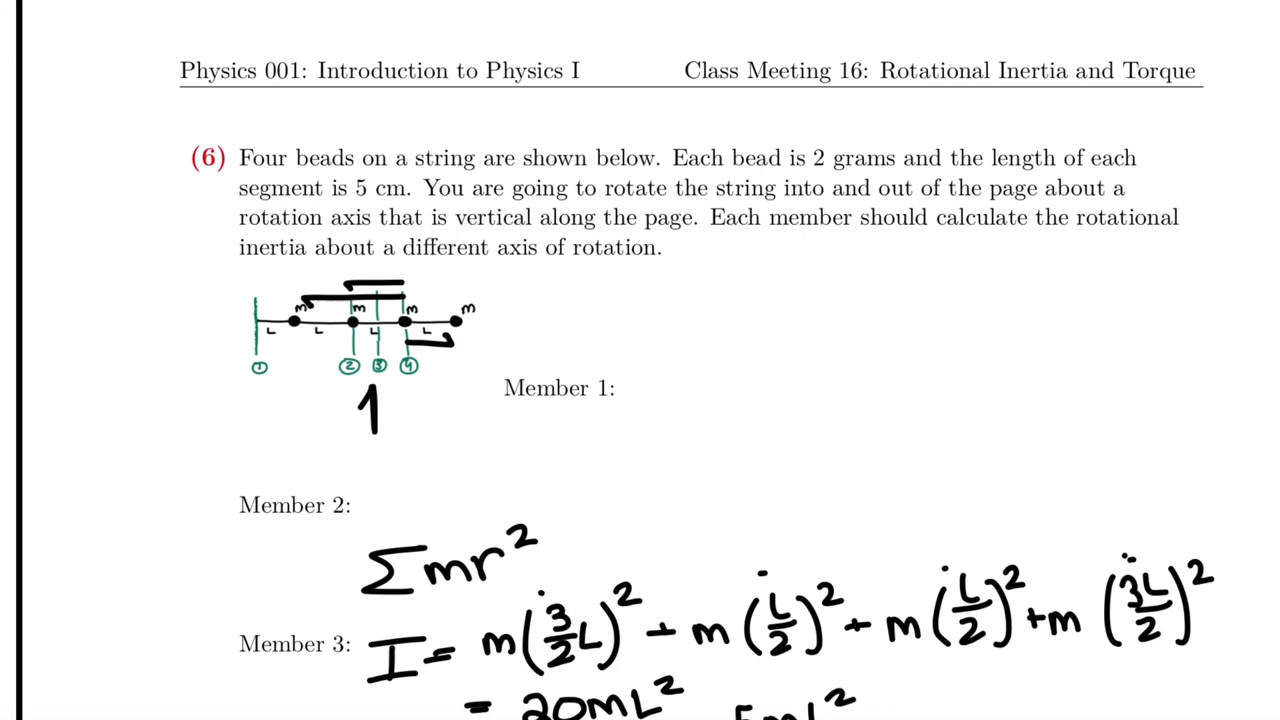 Physics 001: Introduction to Physics I Class Meeting 16: Rotational Inertia and Torque
(6) Four beads on a string are shown below. Each bead is 2 grams and the length of each
segment is 5 cm. You are going to rotate the string into and out of the page about a
rotation axis that is vertical along the page. Each member should calculate the rotational
inertia about a different axis of rotation.
m m m m
L L L L
① ② ③ ④
1
Member 1:
Member 2:
Σmr²
Member 3: I = m(3/2 L)² + m(L/2)² + m(L/2)² + m(3L/2)²
= 20mL² 5mL²